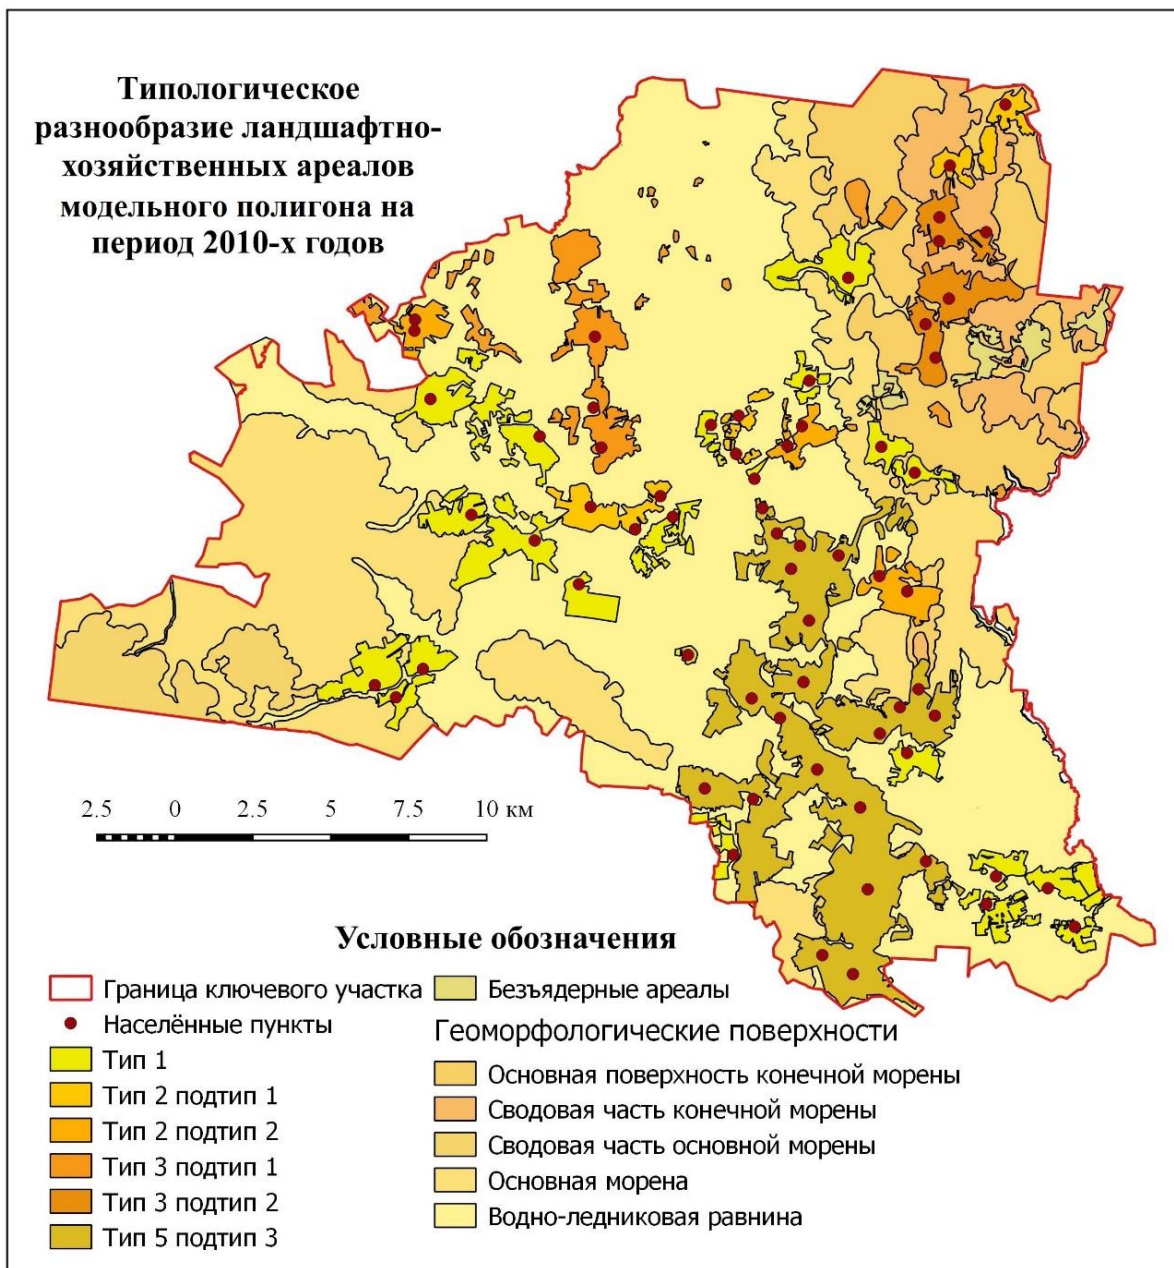 Типологическое
разнообразие ландшафтно-
хозяйственных ареалов
модельного полигона на
период 2010-х годов
2.5 0 2.5 5 7.5 10 км
Условные обозначения
Граница ключевого участка
Населённые пункты
Тип 1
Тип 2 подтип 1
Тип 2 подтип 2
Тип 3 подтип 1
Тип 3 подтип 2
Тип 5 подтип 3
Безъядерные ареалы
Геоморфологические поверхности
Основная поверхность конечной морены
Сводовая часть конечной морены
Сводовая часть основной морены
Основная морена
Водно-ледниковая равнина